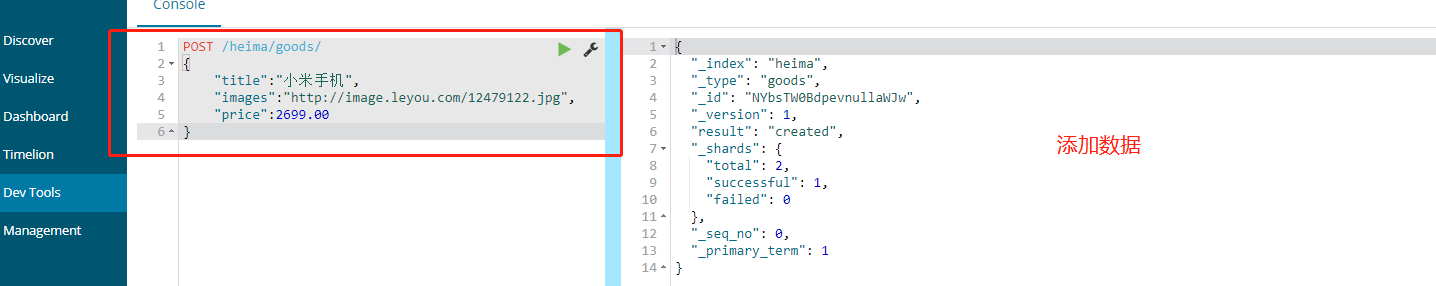 Console
Discover
Visualize
Dashboard
Timelion
Dev Tools
Management
1 POST /heima/goods/
2 {
3 "title":"小米手机",
4 "images":"http://image.leyou.com/12479122.jpg",
5 "price":2699.00
6 }
1 {
2 "_index": "heima",
3 "_type": "goods",
4 "_id": "NYbsTW0BdpevnullaWJw",
5 "_version": 1,
6 "result": "created",
7 "_shards": {
8 "total": 2,
9 "successful": 1,
10 "failed": 0
11 },
12 "_seq_no": 0,
13 "_primary_term": 1
14 }
添加数据